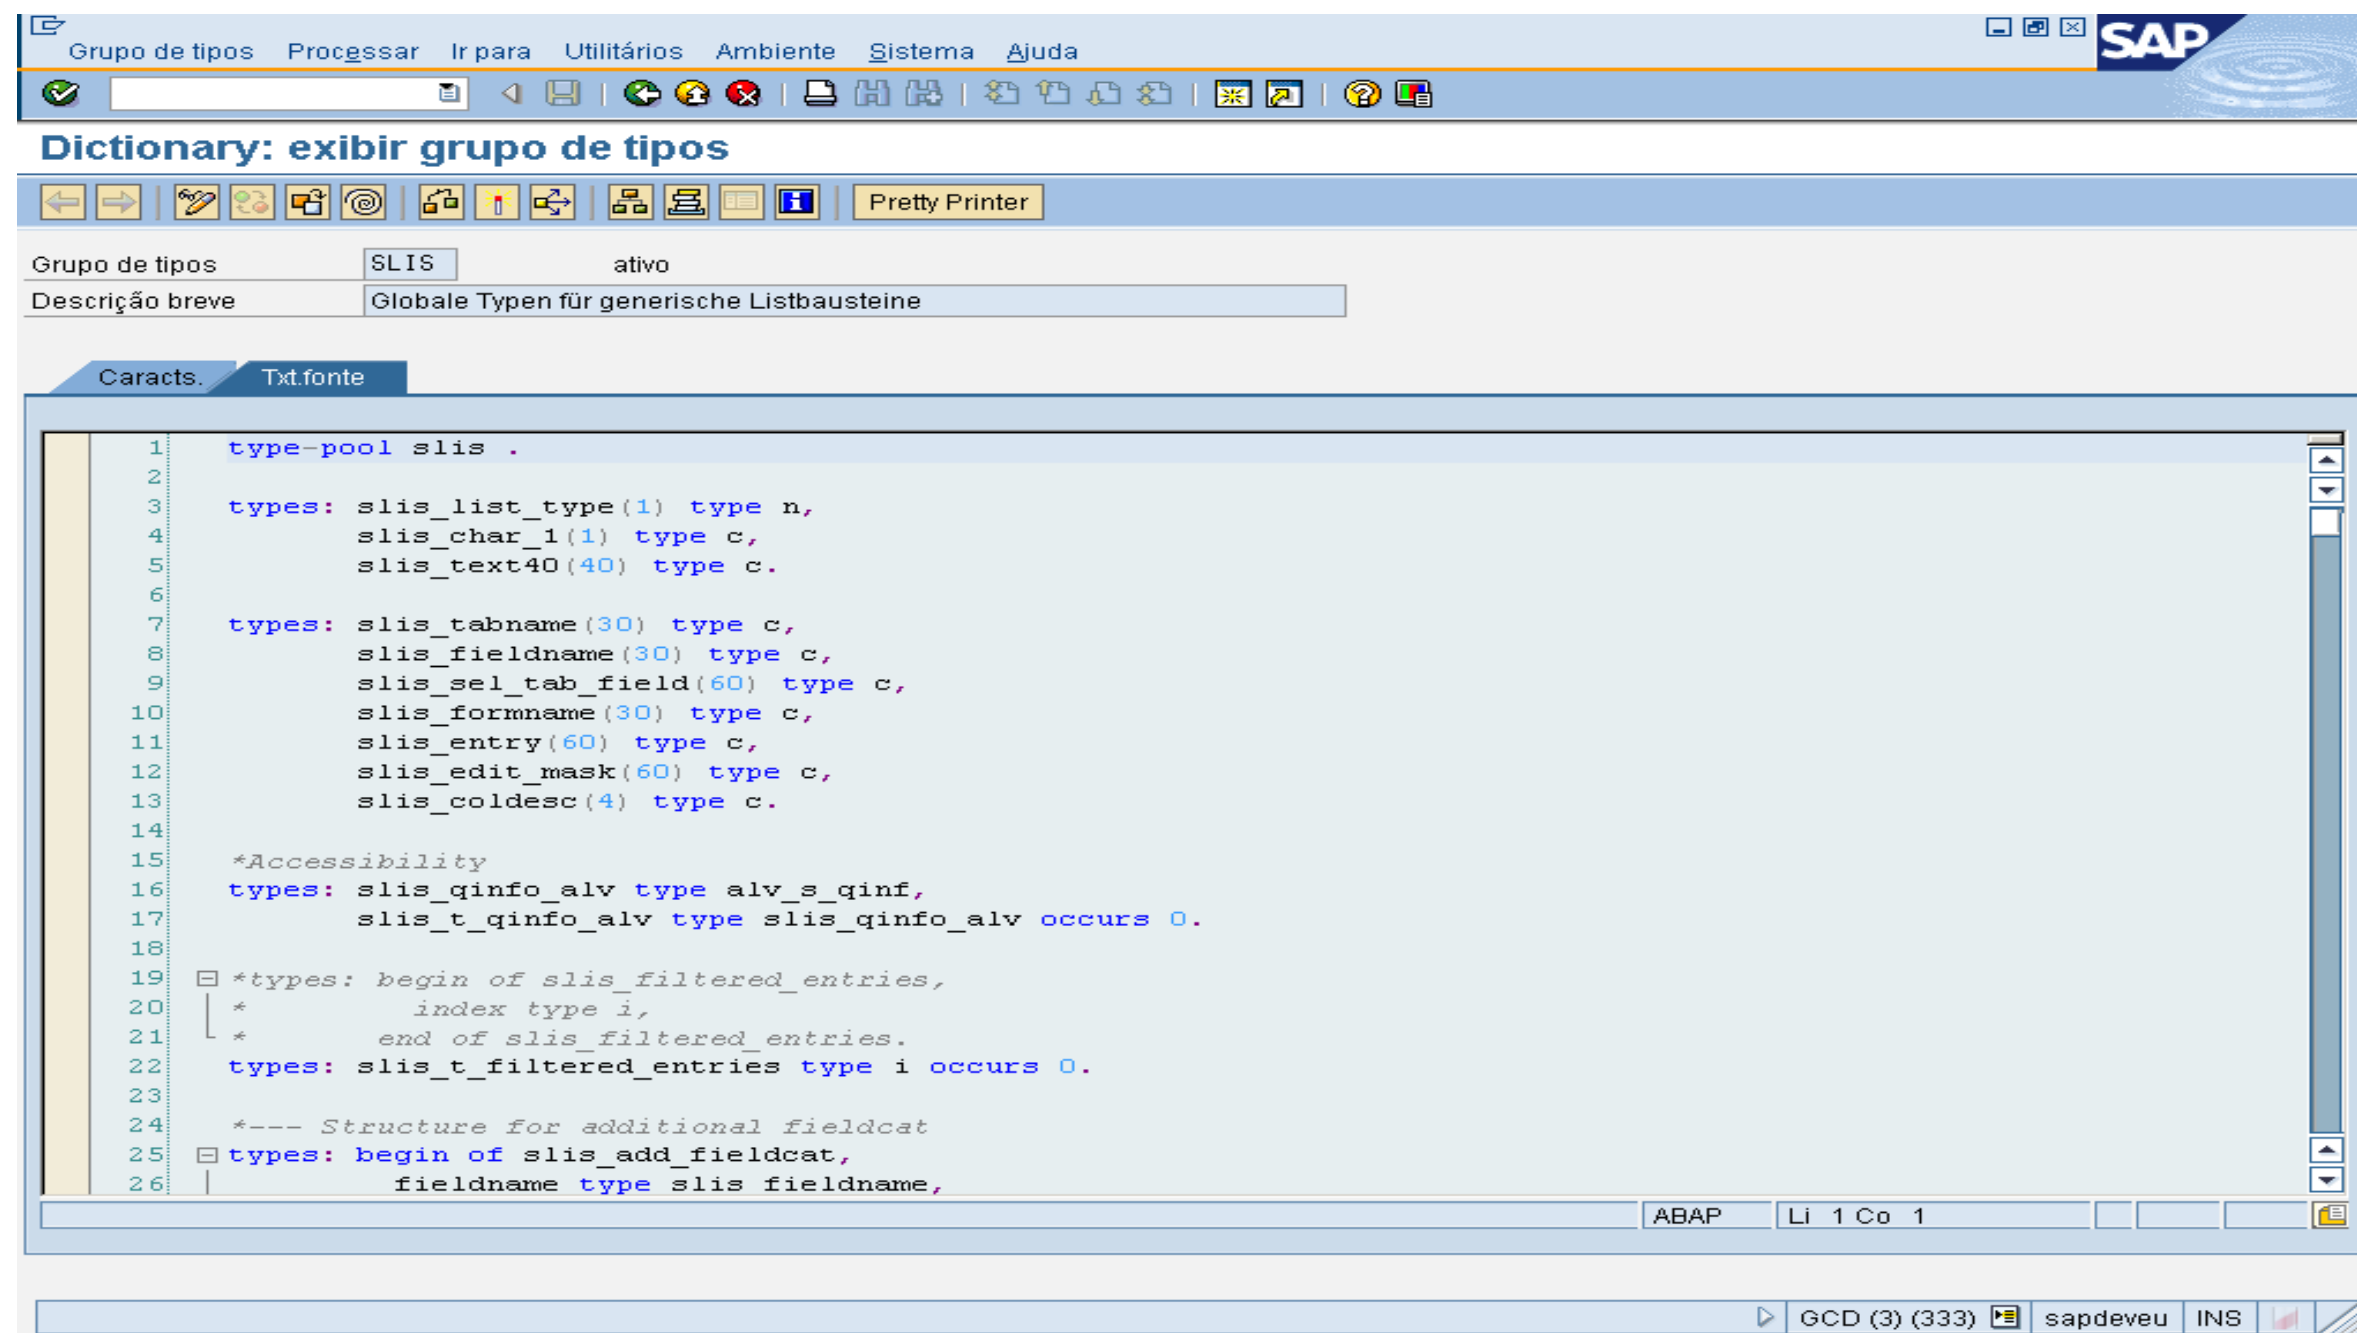 Grupo de tipos Processar Ir para Utilitários Ambiente Sistema Ajuda
SAP
Dictionary: exibir grupo de tipos
Pretty Printer
Grupo de tipos SLIS ativo
Descrição breve Globale Typen für generische Listbausteine
Caracts. Txt.fonte
1 type-pool slis .
2
3 types: slis_list_type(1) type n,
4 slis_char_1(1) type c,
5 slis_text40(40) type c.
6
7 types: slis_tabname(30) type c,
8 slis_fieldname(30) type c,
9 slis_sel_tab_field(60) type c,
10 slis_formname(30) type c,
11 slis_entry(60) type c,
12 slis_edit_mask(60) type c,
13 slis_coldesc(4) type c.
14
15 *Accessibility
16 types: slis_qinfo_alv type alv_s_qinf,
17 slis_t_qinfo_alv type slis_qinfo_alv occurs 0.
18
19 *types: begin of slis_filtered_entries,
20 * index type i,
21 * end of slis_filtered_entries.
22 types: slis_t_filtered_entries type i occurs 0.
23
24 *--- Structure for additional fieldcat
25 types: begin of slis_add_fieldcat,
26 fieldname type slis_fieldname,
ABAP Li 1 Co 1
GCD (3) (333) sapdeveu INS